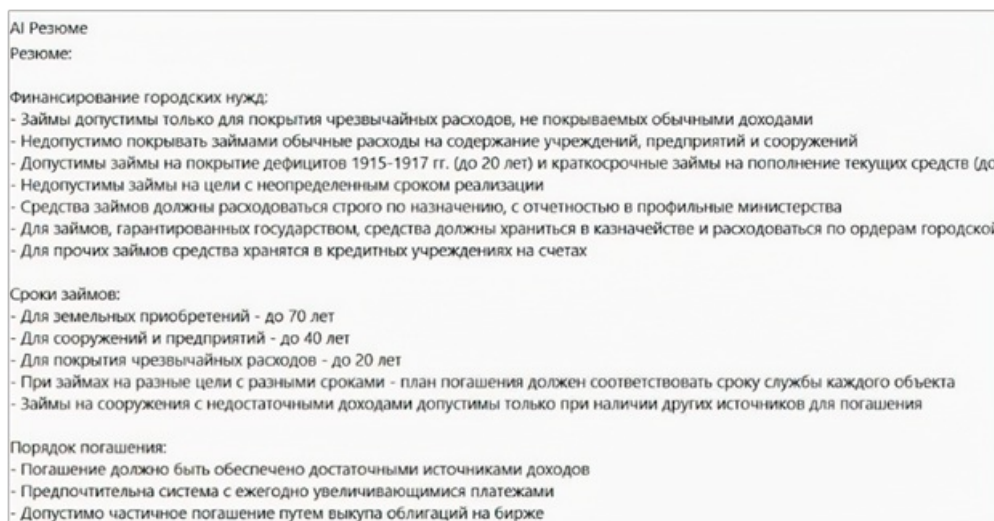 AI Резюме
Резюме:
Финансирование городских нужд:
- Займы допустимы только для покрытия чрезвычайных расходов, не покрываемых обычными доходами
- Недопустимо покрывать займами обычные расходы на содержание учреждений, предприятий и сооружений
- Допустимы займы на покрытие дефицитов 1915-1917 гг. (до 20 лет) и краткосрочные займы на пополнение текущих средств (до
- Недопустимы займы на цели с неопределенным сроком реализации
- Средства займов должны расходоваться строго по назначению, с отчетностью в профильные министерства
- Для займов, гарантированных государством, средства должны храниться в казначействе и расходоваться по ордерам городской
- Для прочих займов средства хранятся в кредитных учреждениях на счетах
Сроки займов:
- Для земельных приобретений - до 70 лет
- Для сооружений и предприятий - до 40 лет
- Для покрытия чрезвычайных расходов - до 20 лет
- При займах на разные цели с разными сроками - план погашения должен соответствовать сроку службы каждого объекта
- Займы на сооружения с недостаточными доходами допустимы только при наличии других источников для погашения
Порядок погашения:
- Погашение должно быть обеспечено достаточными источниками доходов
- Предпочтительна система с ежегодно увеличивающимися платежами
- Допустимо частичное погашение путем выкупа облигаций на бирже